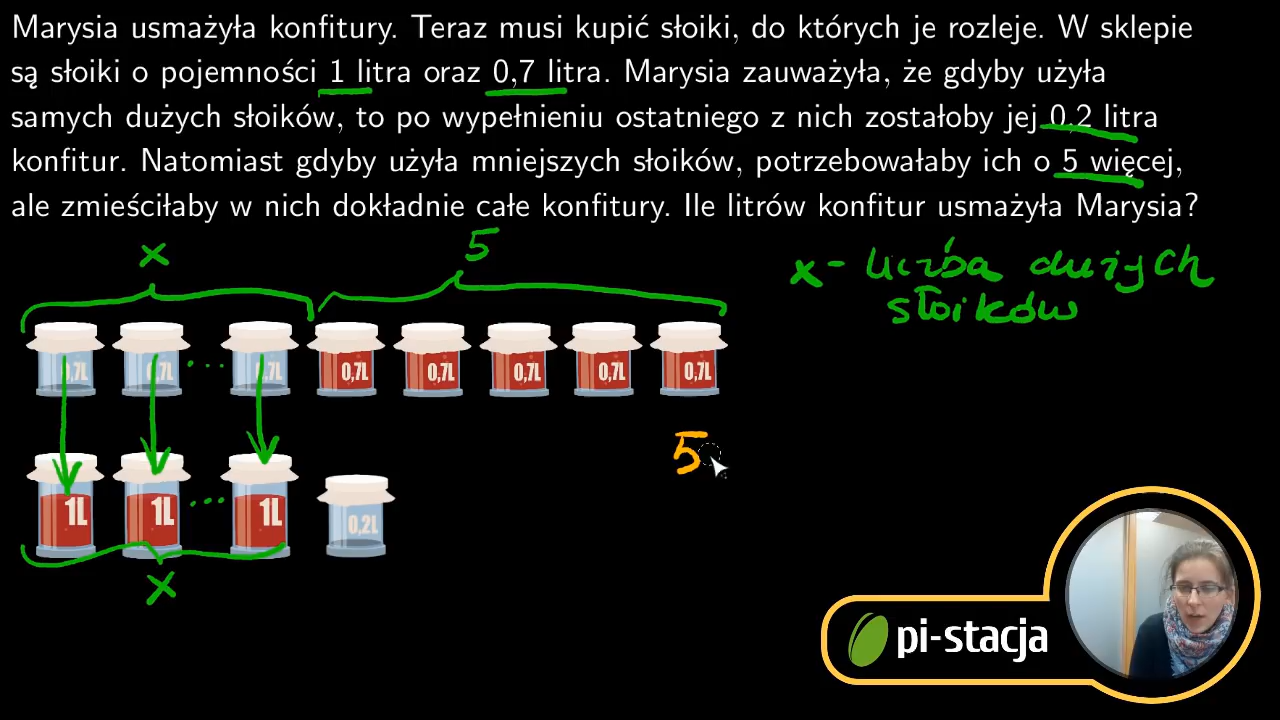 Marysia usmażyła konfitury. Teraz musi kupić słoiki, do których je rozleje. W sklepie
są słoiki o pojemności 1 litra oraz 0,7 litra. Marysia zauważyła, że gdyby użyła
samych dużych słoików, to po wypełnieniu ostatniego z nich zostałoby jej 0,2 litra
konfitur. Natomiast gdyby użyła mniejszych słoików, potrzebowałaby ich o 5 więcej,
ale zmieściłaby w nich dokładnie całe konfitury. Ile litrów konfitur usmażyła Marysia?
x 5
x - liczba dużych
słoików
0,7L 0,7L ... 0,7L 0,7L 0,7L 0,7L 0,7L 0,7L
5
1L 1L ... 1L 0,2L
x
pi-stacja